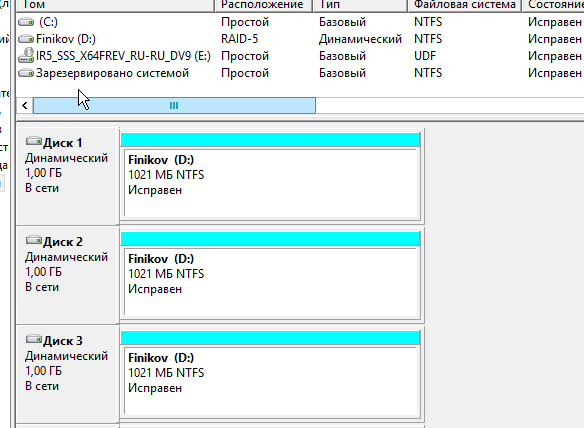 Том Расположение Тип Файловая система Состояние
(C:) Простой Базовый NTFS Исправен
Finikov (D:) RAID-5 Динамический NTFS Исправен
IR5_SSS_X64FREV_RU-RU_DV9 (E:) Простой Базовый UDF Исправен
Зарезервировано системой Простой Базовый NTFS Исправен
Диск 1
Динамический
1,00 ГБ
В сети
Finikov (D:)
1021 МБ NTFS
Исправен
Диск 2
Динамический
1,00 ГБ
В сети
Finikov (D:)
1021 МБ NTFS
Исправен
Диск 3
Динамический
1,00 ГБ
В сети
Finikov (D:)
1021 МБ NTFS
Исправен